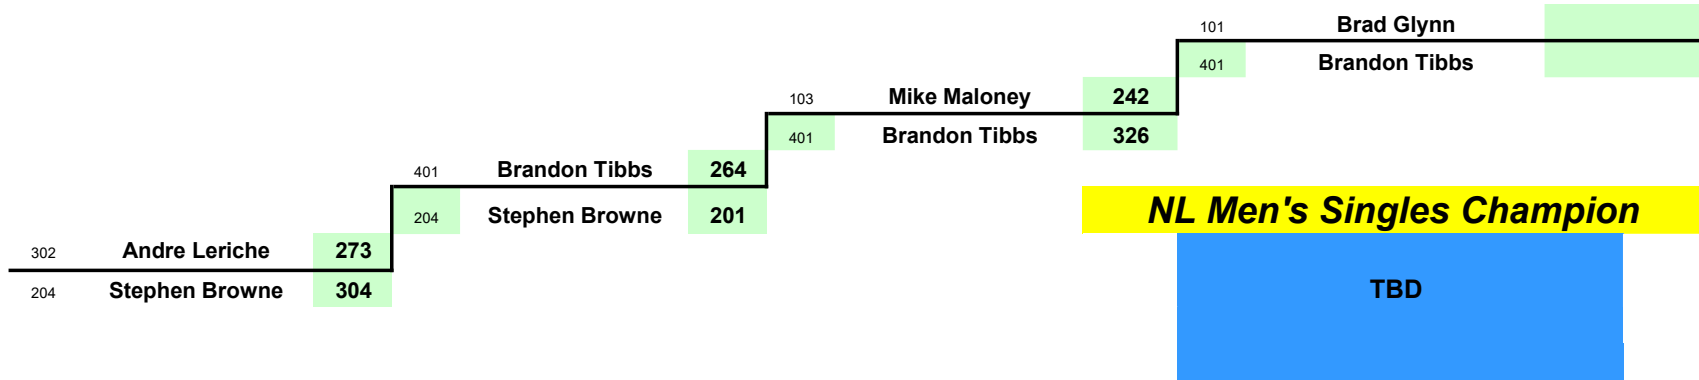 101 Brad Glynn
401 Brandon Tibbs
103 Mike Maloney 242
401 Brandon Tibbs 326
401 Brandon Tibbs 264
204 Stephen Browne 201
NL Men's Singles Champion
302 Andre Leriche 273
204 Stephen Browne 304
TBD